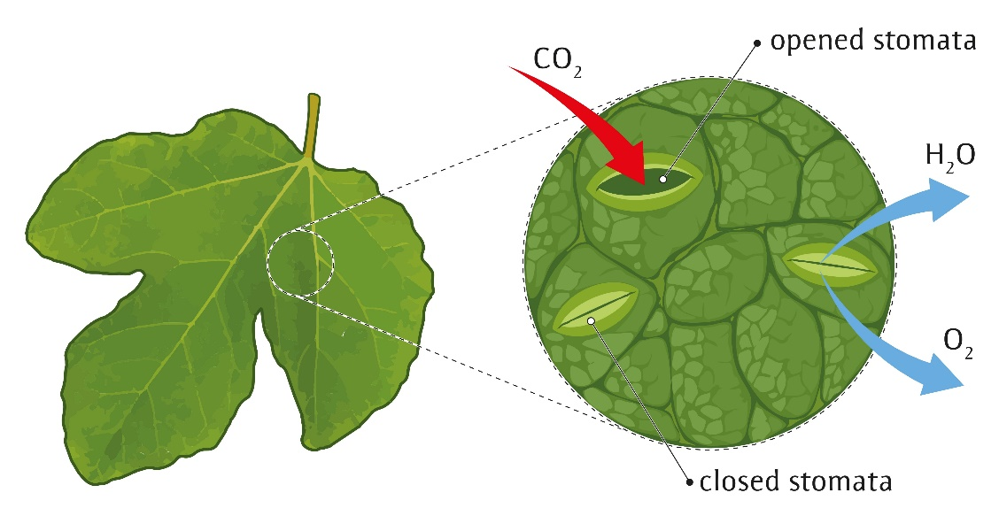 opened stomata
CO₂
H₂O
O₂
closed stomata